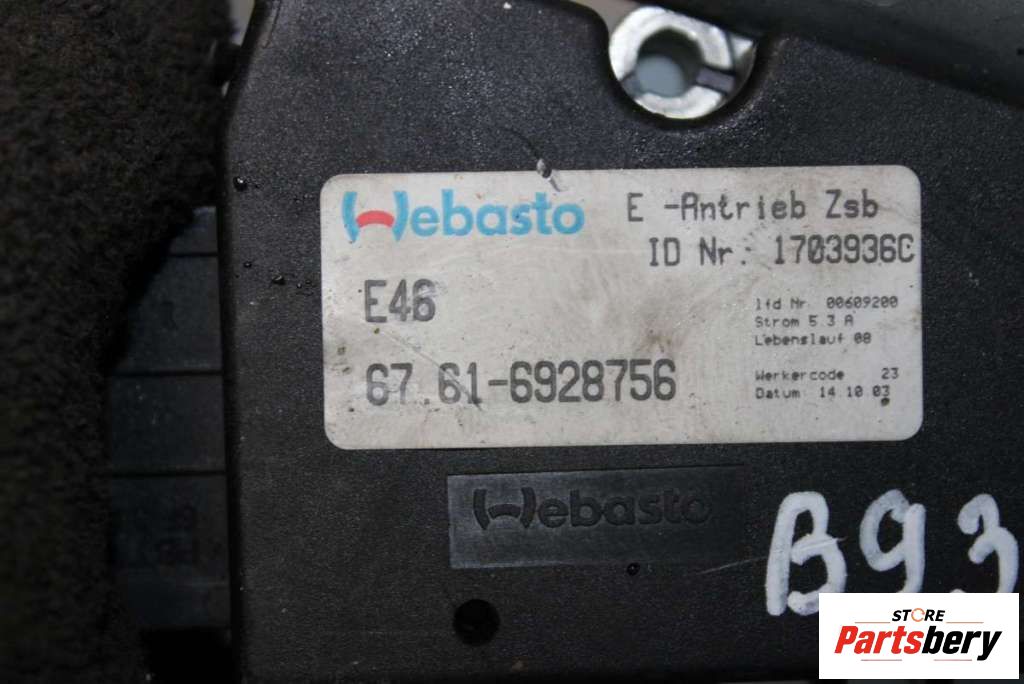 Webasto
E -Antrieb Zsb
ID Nr: 1703936C
E46
lfd Nr. 00609200
Strom 5.3 A
Lebenslauf 08
67.61-6928756
Werkercode 23
Datum: 14.10.03
Webasto
B93
STORE
Partsbery